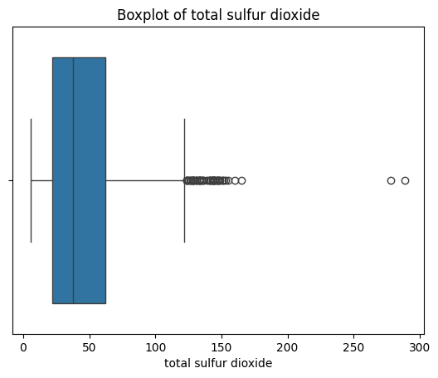 Boxplot of total sulfur dioxide
0 50 100 150 200 250 300
total sulfur dioxide